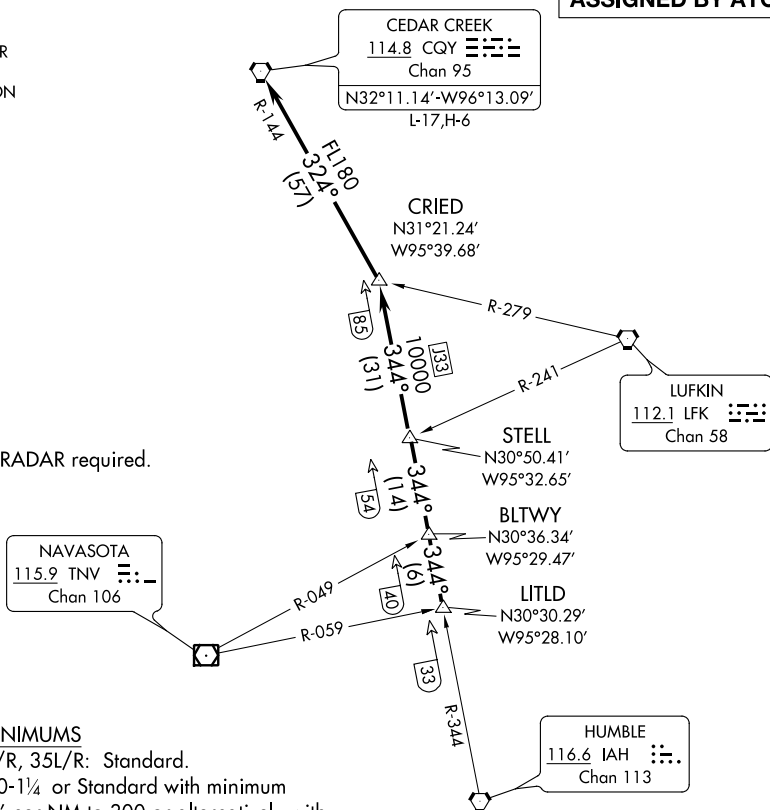 ASSIGNED BY ATC
R
ON
CEDAR CREEK
114.8 CQY
Chan 95
N32°11.14'-W96°13.09'
L-17,H-6
R-144
FL180
324°
(57)
CRIED
N31°21.24'
W95°39.68'
85
R-279
J33
10000
344°
(31)
R-241
LUFKIN
112.1 LFK
Chan 58
STELL
N30°50.41'
W95°32.65'
RADAR required.
54
344°
(14)
BLTWY
N30°36.34'
W95°29.47'
NAVASOTA
115.9 TNV
Chan 106
R-049
40
344°
(6)
LITLD
N30°30.29'
W95°28.10'
R-059
33
R-344
NIMUMS
/R, 35L/R: Standard.
0-1¼ or Standard with minimum
HUMBLE
116.6 IAH
Chan 113